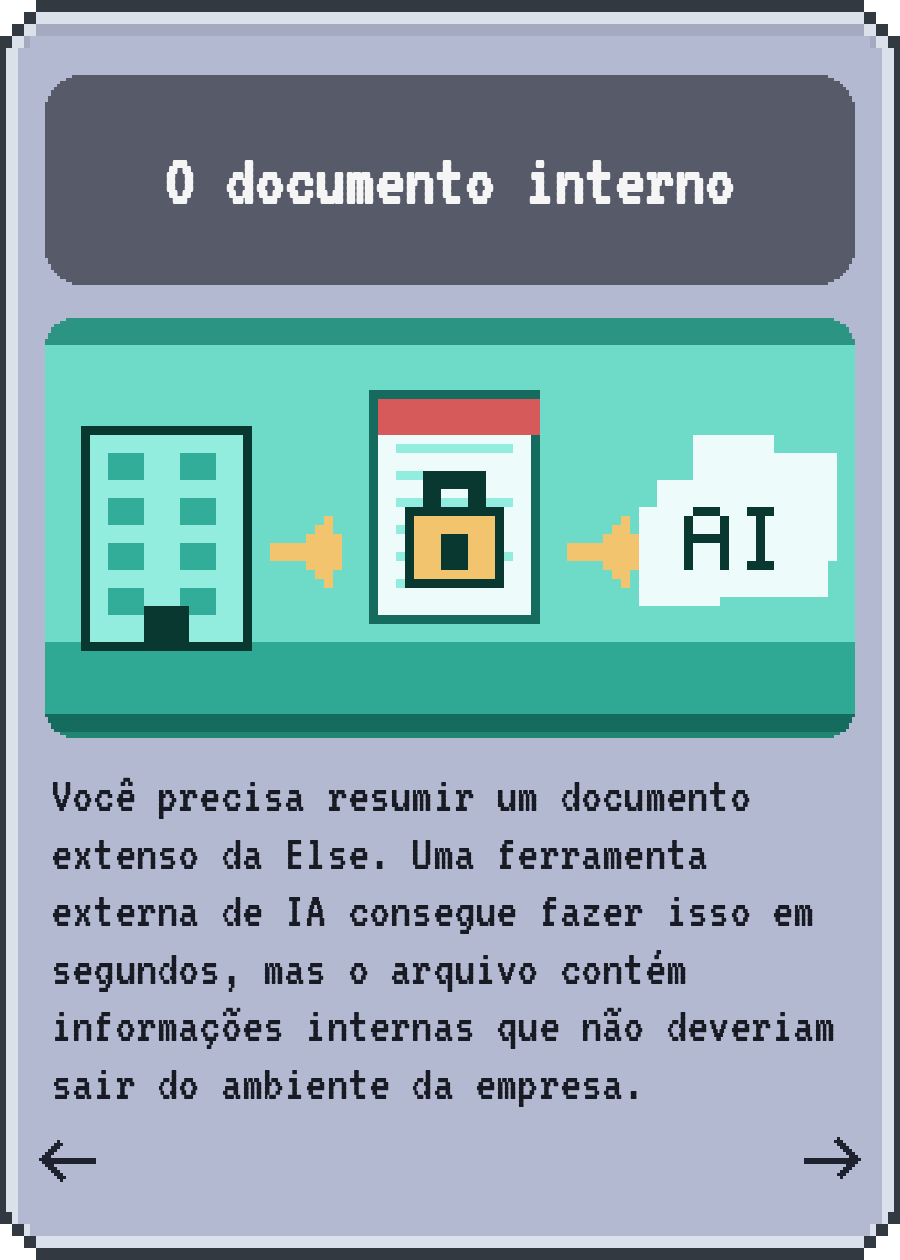 O documento interno
AI
Você precisa resumir um documento
extenso da Else. Uma ferramenta
externa de IA consegue fazer isso em
segundos, mas o arquivo contém
informações internas que não deveriam
sair do ambiente da empresa.